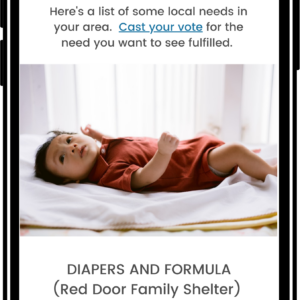 Here's a list of some local needs in
your area. Cast your vote for the
need you want to see fulfilled.
DIAPERS AND FORMULA
(Red Door Family Shelter)